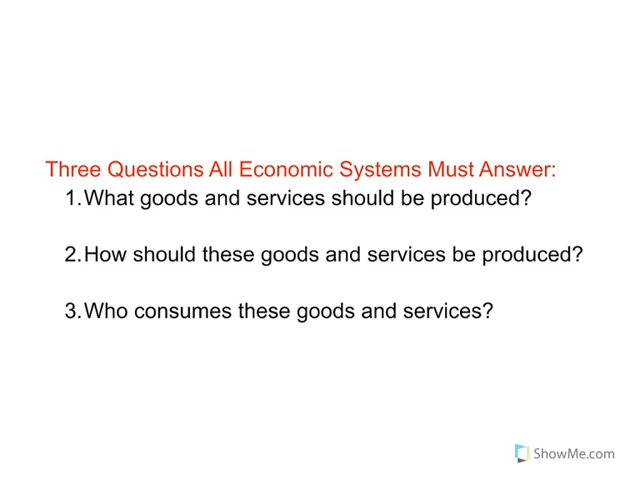 Three Questions All Economic Systems Must Answer:
1. What goods and services should be produced?
2. How should these goods and services be produced?
3. Who consumes these goods and services?
ShowMe.com